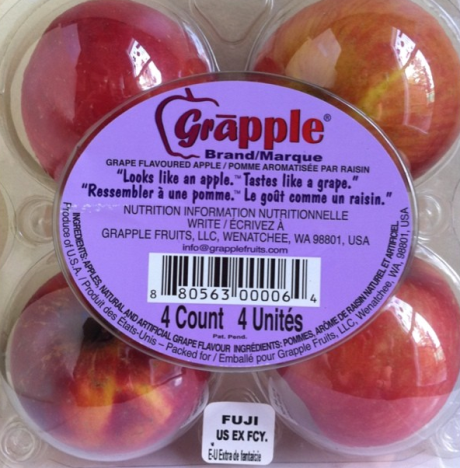 Grāpple®
Brand/Marque
GRAPE FLAVOURED APPLE / POMME AROMATISÉE PAR RAISIN
"Looks like an apple.™ Tastes like a grape."
"Ressembler à une pomme.™ Le goût comme un raisin."
NUTRITION INFORMATION NUTRITIONNELLE
WRITE / ÉCRIVEZ À
GRAPPLE FRUITS, LLC, WENATCHEE, WA 98801, USA
info@grapplefruits.com
8 80563 00006 4
4 Count 4 Unités
Pat. Pend.
INGREDIENTS: APPLES, NATURAL AND ARTIFICIAL GRAPE FLAVOUR INGRÉDIENTS: POMMES, ARÔME DE RAISIN NATUREL ET ARTIFICIEL
Produce of U.S.A. / Produit des États-Unis – Packed for / Emballé pour Grapple Fruits, LLC, Wenatchee, WA, 98801, USA
FUJI
US EX FCY.
E-U Extra de fantaisie